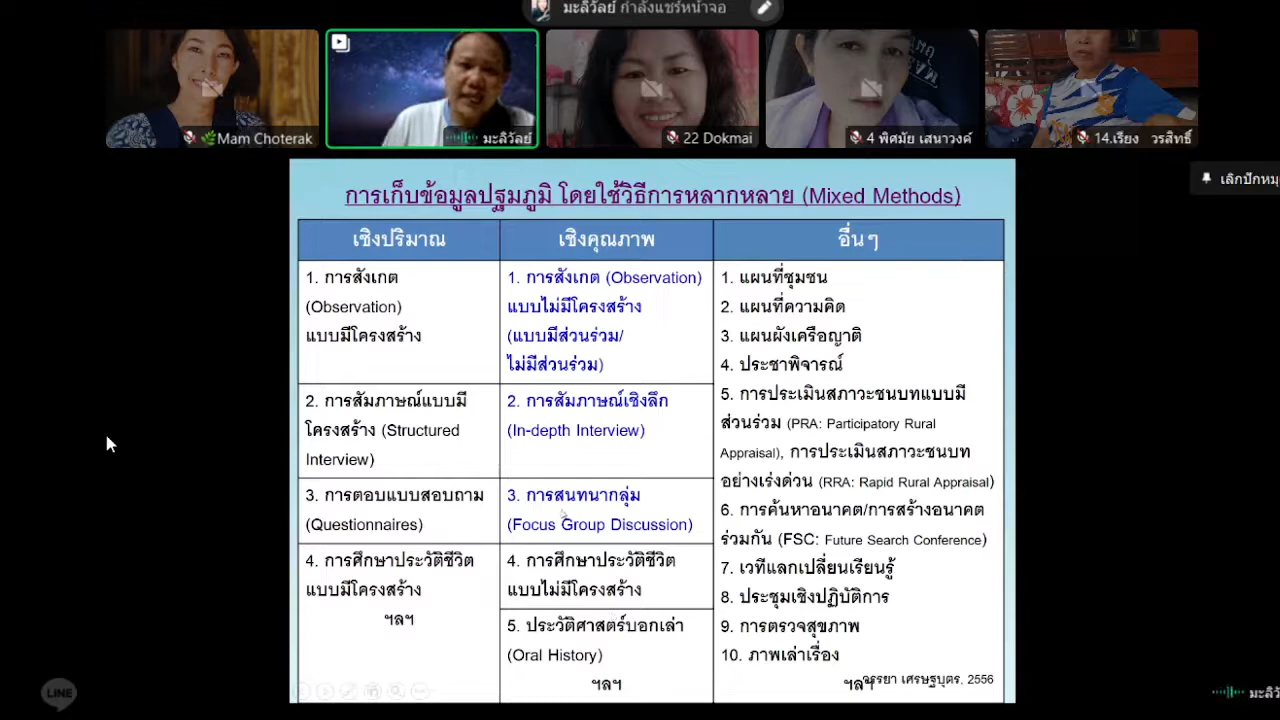 มะลิวัลย์ กำลังแชร์หน้าจอ
🌿Mam Choterak
มะลิวัลย์
22 Dokmai
4 พิศมัย เสนาวงค์
14.เรียง วรสิทธิ์
เลิกปักหมุ
การเก็บข้อมูลปฐมภูมิ โดยใช้วิธีการหลากหลาย (Mixed Methods)
เชิงปริมาณ
1. การสังเกต
(Observation)
แบบมีโครงสร้าง
2. การสัมภาษณ์แบบมี
โครงสร้าง (Structured
Interview)
3. การตอบแบบสอบถาม
(Questionnaires)
4. การศึกษาประวัติชีวิต
แบบมีโครงสร้าง
ฯลฯ
เชิงคุณภาพ
1. การสังเกต (Observation)
แบบไม่มีโครงสร้าง
(แบบมีส่วนร่วม/
ไม่มีส่วนร่วม)
2. การสัมภาษณ์เชิงลึก
(In-depth Interview)
3. การสนทนากลุ่ม
(Focus Group Discussion)
4. การศึกษาประวัติชีวิต
แบบไม่มีโครงสร้าง
5. ประวัติศาสตร์บอกเล่า
(Oral History)
ฯลฯ
อื่นๆ
1. แผนที่ชุมชน
2. แผนที่ความคิด
3. แผนผังเครือญาติ
4. ประชาพิจารณ์
5. การประเมินสภาวะชนบทแบบมี
ส่วนร่วม (PRA: Participatory Rural
Appraisal), การประเมินสภาวะชนบท
อย่างเร่งด่วน (RRA: Rapid Rural Appraisal)
6. การค้นหาอนาคต/การสร้างอนาคต
ร่วมกัน (FSC: Future Search Conference)
7. เวทีแลกเปลี่ยนเรียนรู้
8. ประชุมเชิงปฏิบัติการ
9. การตรวจสุขภาพ
10. ภาพเล่าเรื่อง
ฯลฯ
เศรษฐบุตร, 2556
LINE
มะลิวั